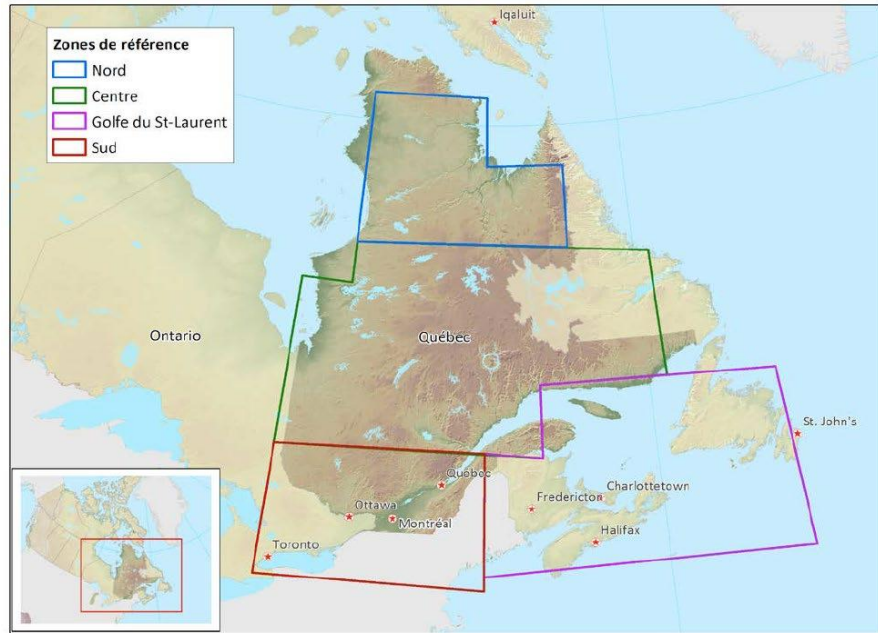 Iqaluit
Zones de référence
Nord
Centre
Golfe du St-Laurent
Sud
Ontario
Québec
St. John's
Québec
Charlottetown
Fredericton
Ottawa
Montréal
Halifax
Toronto